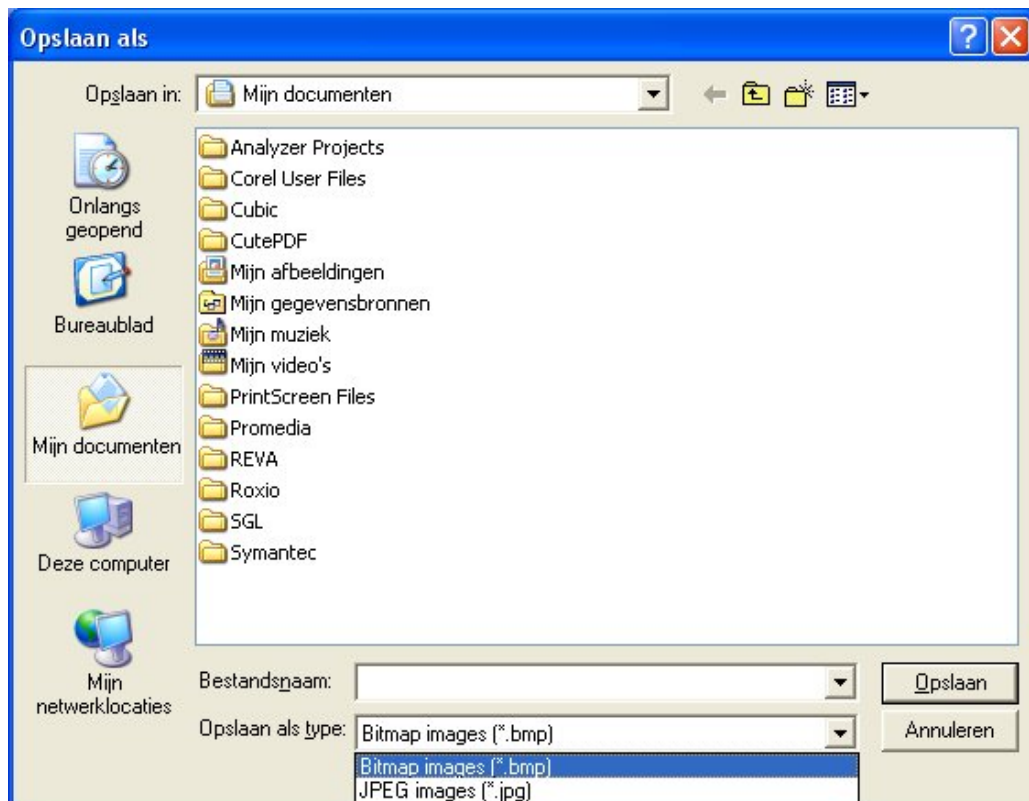 Opslaan als
Opslaan in: Mijn documenten
Onlangs
geopend
Bureaublad
Mijn documenten
Deze computer
Mijn
netwerklocaties
Analyzer Projects
Corel User Files
Cubic
CutePDF
Mijn afbeeldingen
Mijn gegevensbronnen
Mijn muziek
Mijn video's
PrintScreen Files
Promedia
REVA
Roxio
SGL
Symantec
Bestandsnaam:
Opslaan
Opslaan als type: Bitmap images (*.bmp)
Annuleren
Bitmap images (*.bmp)
JPEG images (*.jpg)